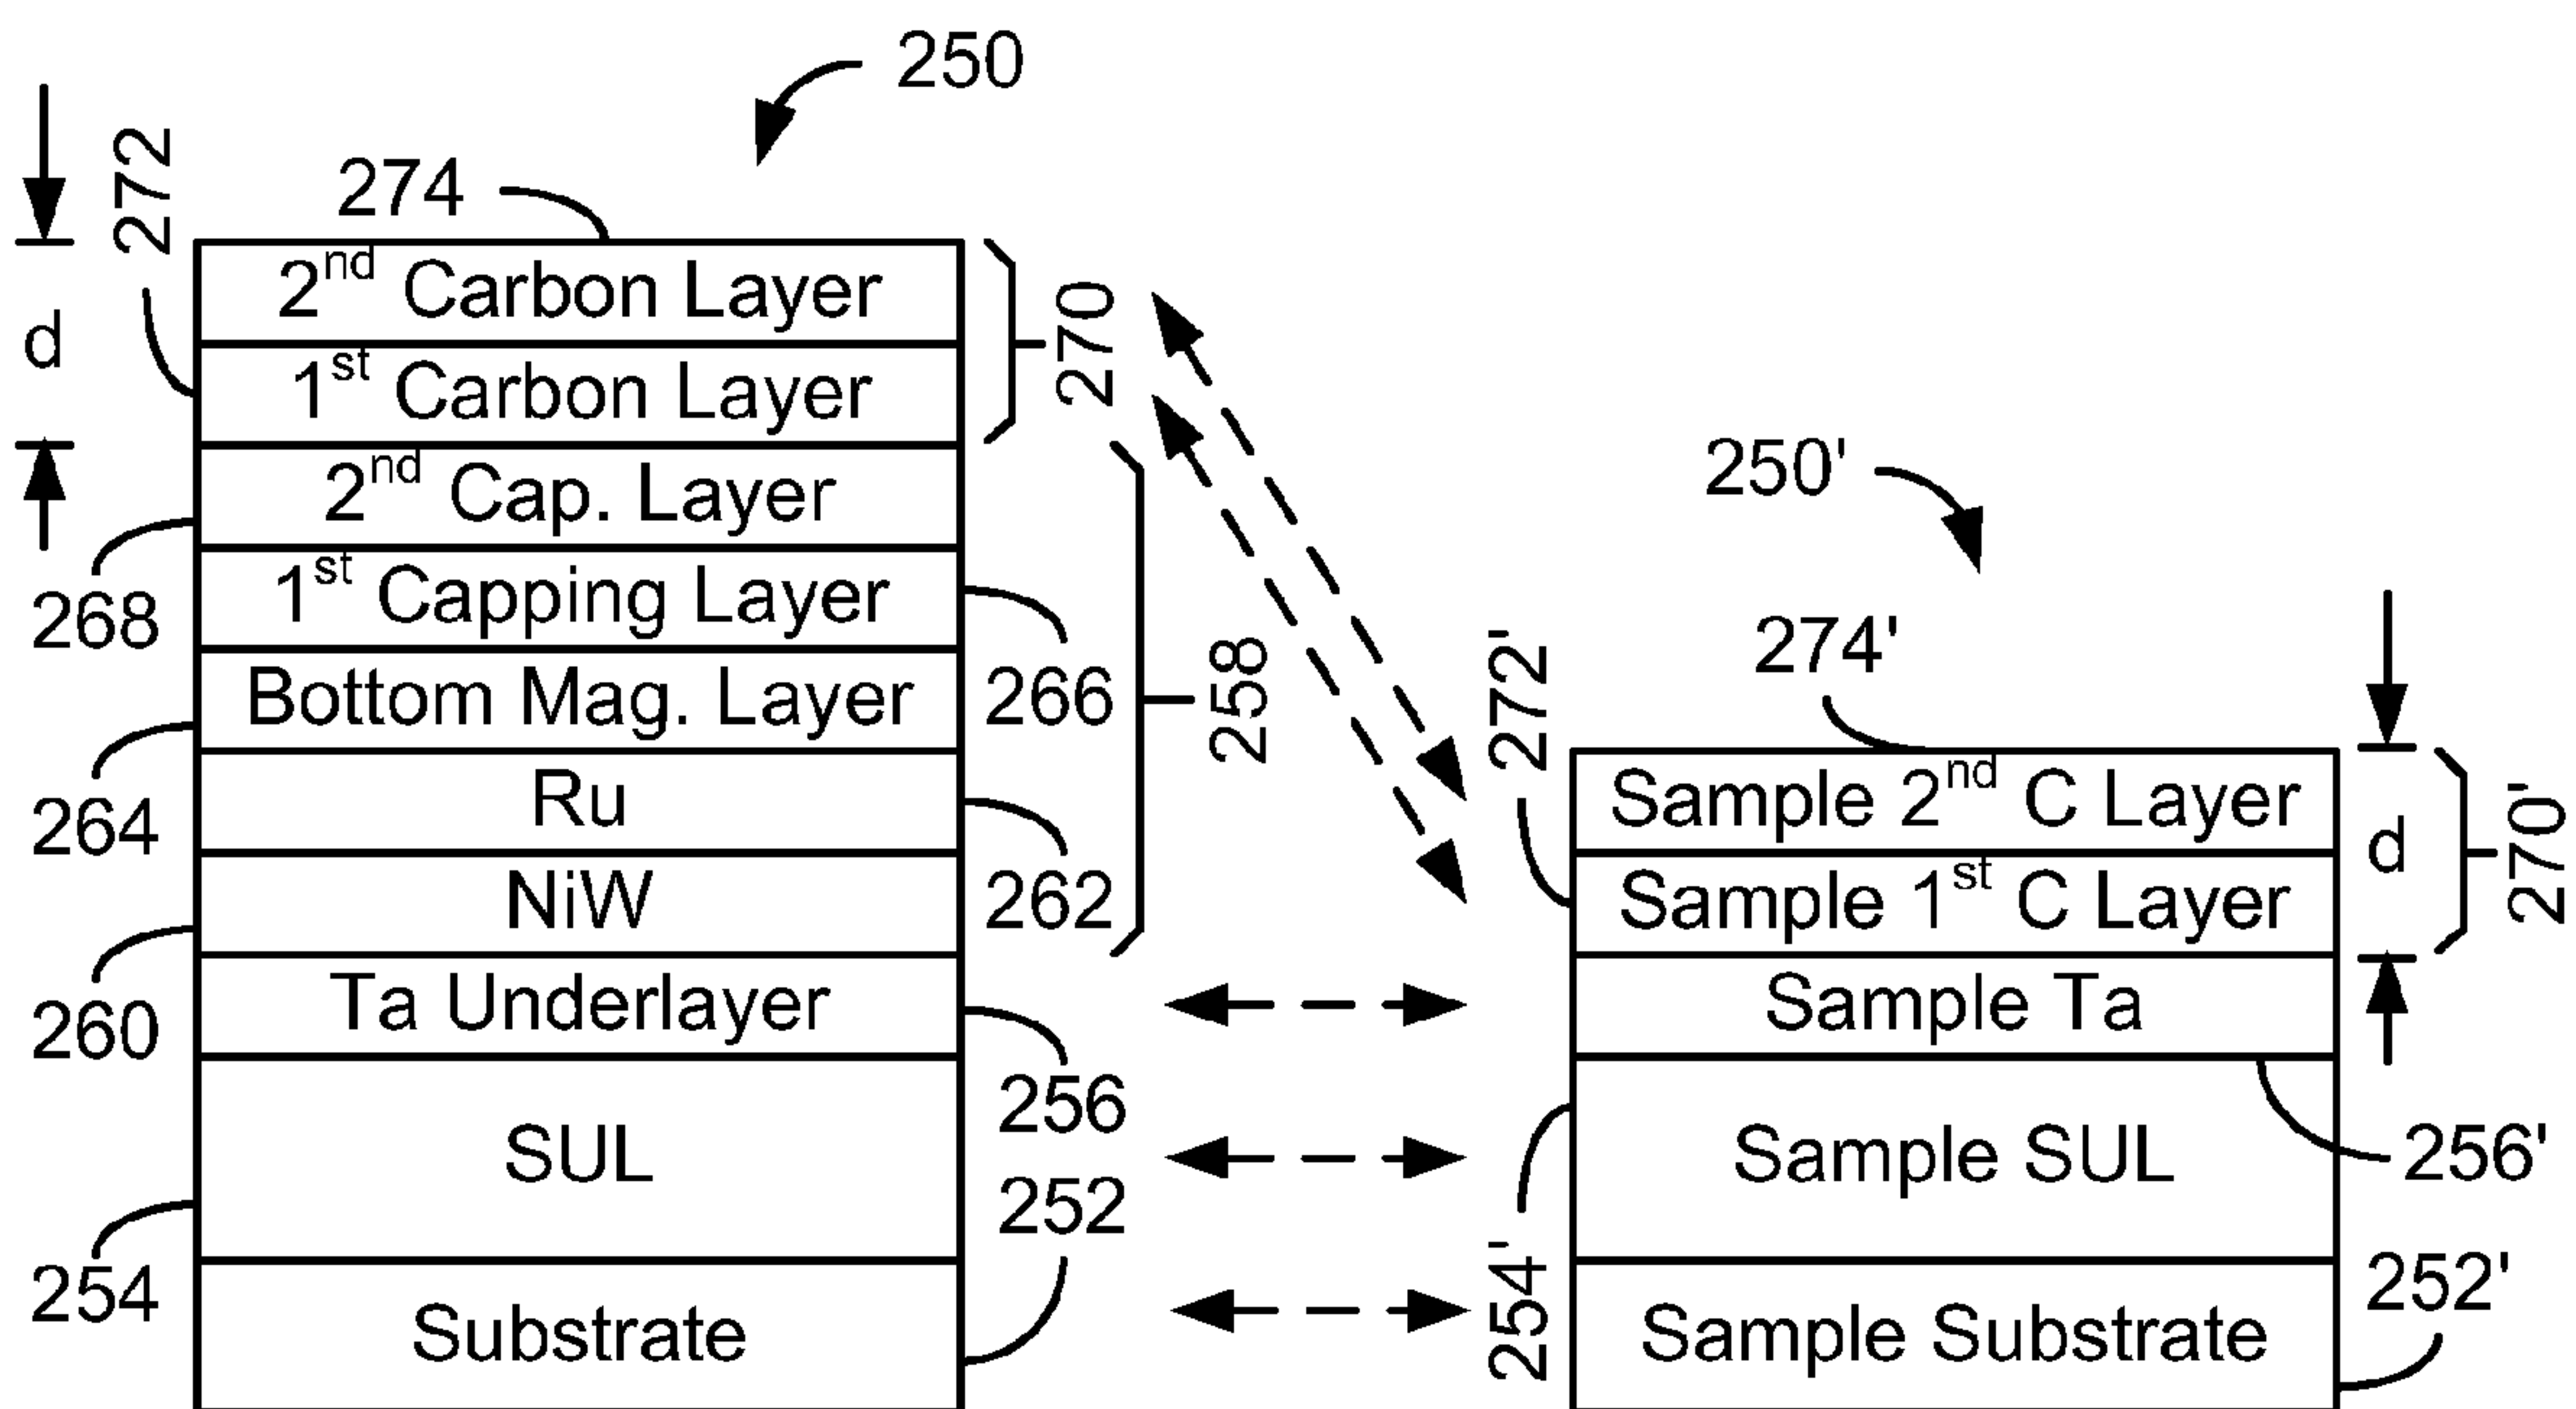 250
274
272
d
2nd Carbon Layer
1st Carbon Layer
270
2nd Cap. Layer
268
1st Capping Layer
266
258
Bottom Mag. Layer
264
Ru
262
NiW
260
Ta Underlayer
256
SUL
254
252
Substrate
250'
274'
272'
Sample 2nd C Layer
d
270'
Sample 1st C Layer
Sample Ta
256'
Sample SUL
254'
252'
Sample Substrate